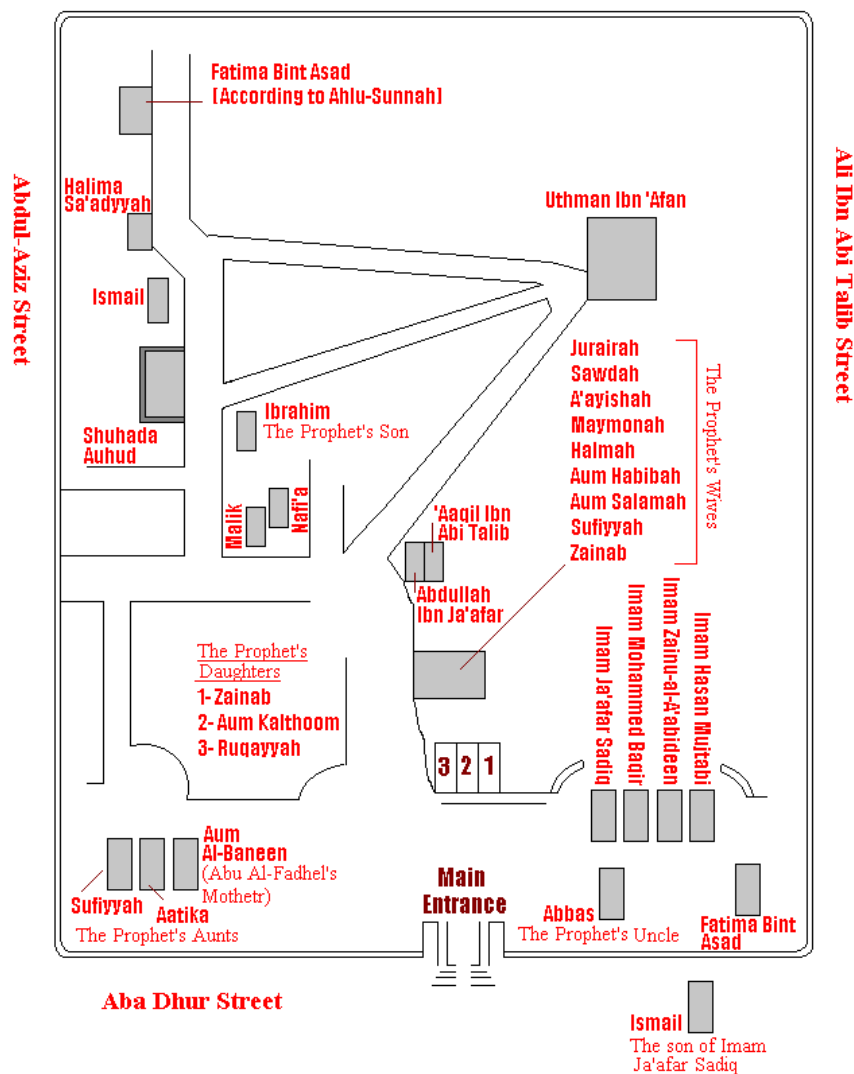 Fatima Bint Asad
[According to Ahlu-Sunnah]
Abdul-Aziz Street
Ali Ibn Abi Talib Street
Halima
Sa'adyyah
Uthman Ibn 'Afan
Ismail
Shuhada
Auhud
Ibrahim
The Prophet's Son
Malik
Nafi'a
Jurairah
Sawdah
A'ayishah
Maymonah
Halmah
Aum Habibah
Aum Salamah
Sufiyyah
Zainab
The Prophet's Wives
'Aaqil Ibn
Abi Talib
Abdullah
Ibn Ja'afar
The Prophet's
Daughters
1- Zainab
2- Aum Kalthoom
3- Ruqayyah
3 2 1
Imam Ja'afar Sadiq
Imam Mohammed Baqir
Imam Zainu-al-A'abideen
Imam Hasan Mujtabi
Aum
Al-Baneen
(Abu Al-Fadhel's
Mothetr)
Sufiyyah
Aatika
The Prophet's Aunts
Main
Entrance
Abbas
The Prophet's Uncle
Fatima Bint
Asad
Aba Dhur Street
Ismail
The son of Imam
Ja'afar Sadiq